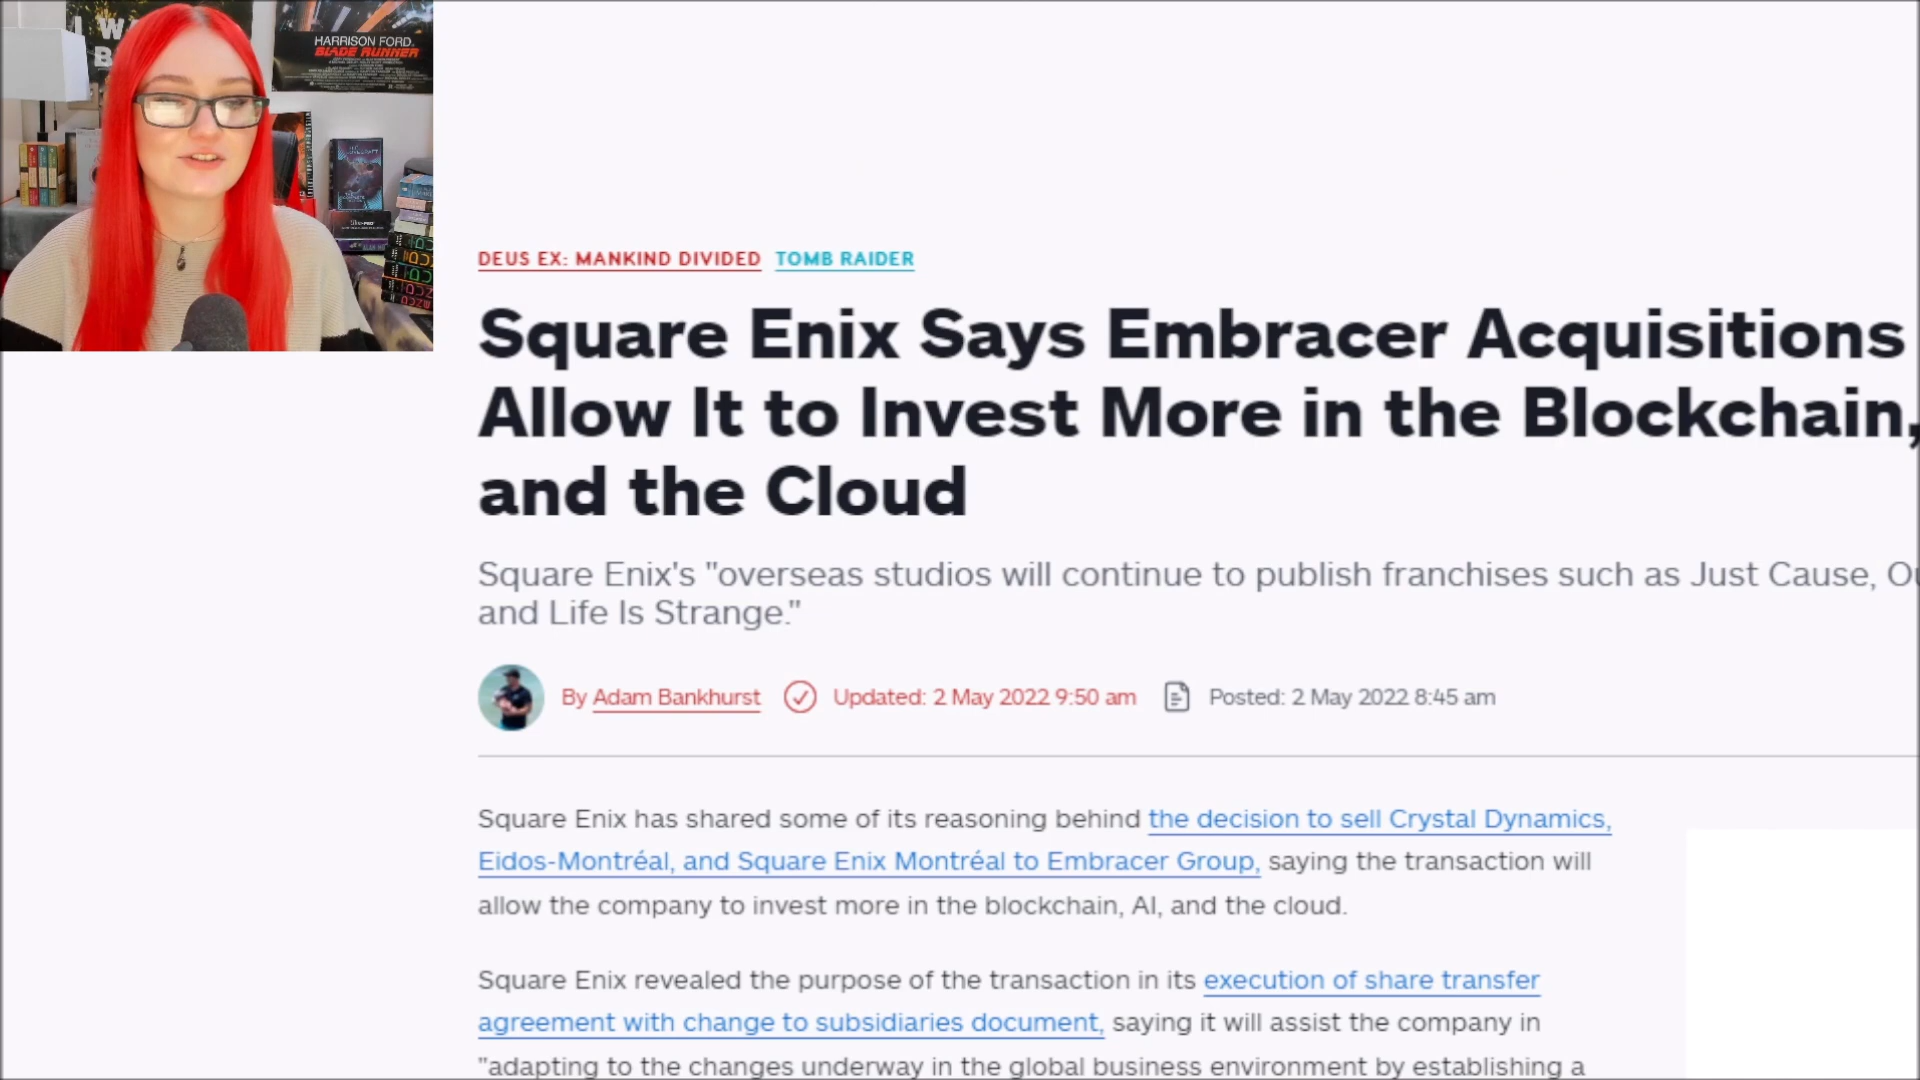 HARRISON FORD.
BLADE RUNNER
DEUS EX: MANKIND DIVIDED TOMB RAIDER
Square Enix Says Embracer Acquisitions
Allow It to Invest More in the Blockchain,
and the Cloud
Square Enix's "overseas studios will continue to publish franchises such as Just Cause,
and Life Is Strange."
By Adam Bankhurst Updated: 2 May 2022 9:50 am Posted: 2 May 2022 8:45 am
Square Enix has shared some of its reasoning behind the decision to sell Crystal Dynamics,
Eidos-Montréal, and Square Enix Montréal to Embracer Group, saying the transaction will
allow the company to invest more in the blockchain, AI, and the cloud.
Square Enix revealed the purpose of the transaction in its execution of share transfer
agreement with change to subsidiaries document, saying it will assist the company in
"adapting to the changes underway in the global business environment by establishing a